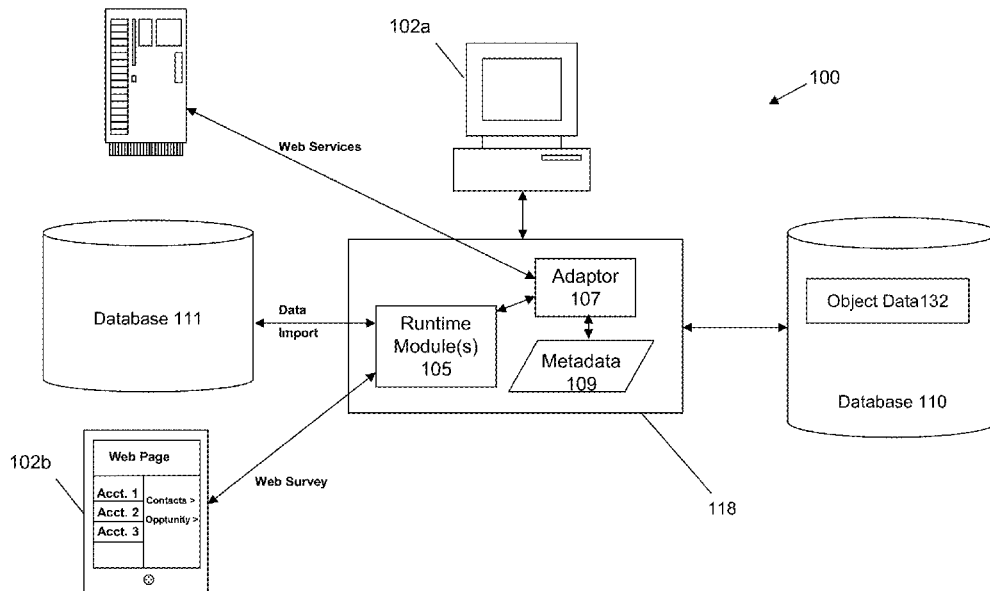 102a
100
Web Services
Adaptor
107
Object Data132
Database 111
Data
Import
Runtime
Module(s)
105
Metadata
109
Database 110
102b
Web Page
Acct. 1
Acct. 2
Acct. 3
Contacts >
Opptunity >
Web Survey
118